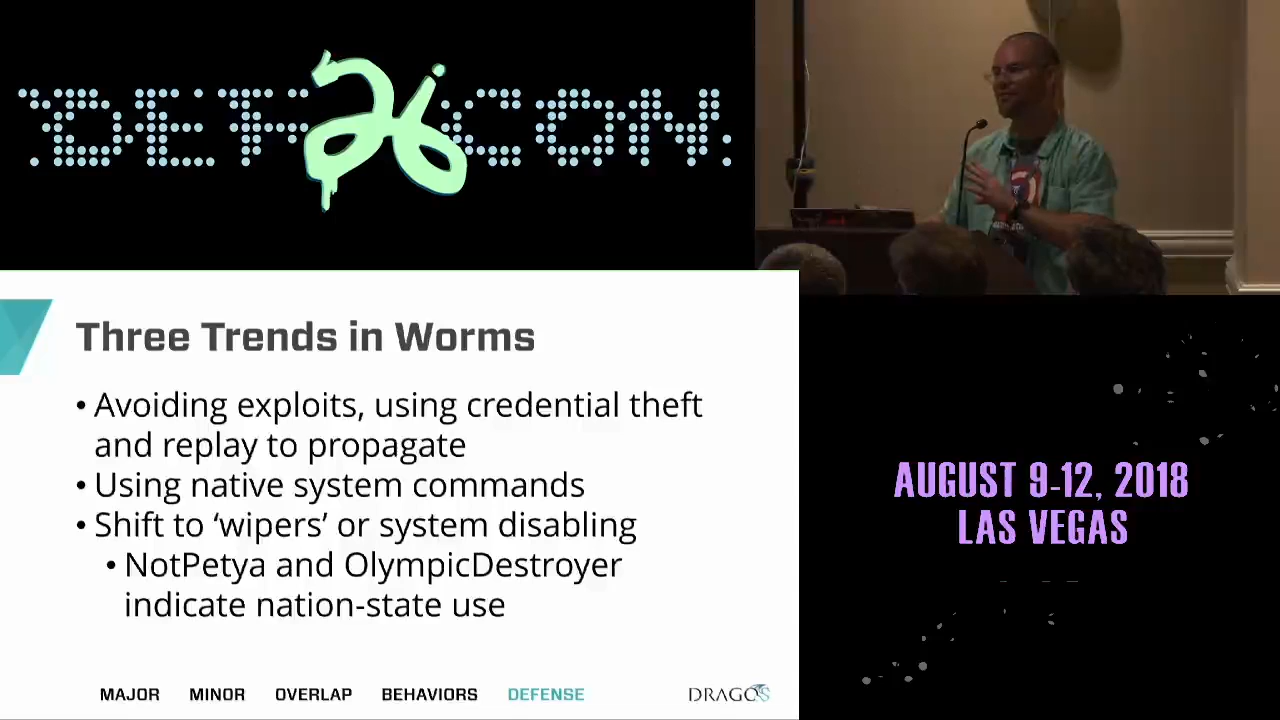 DEF 26 CON
Three Trends in Worms
• Avoiding exploits, using credential theft
and replay to propagate
• Using native system commands
• Shift to ‘wipers’ or system disabling
• NotPetya and OlympicDestroyer
indicate nation-state use
MAJOR MINOR OVERLAP BEHAVIORS DEFENSE
DRAGOS
AUGUST 9-12, 2018
LAS VEGAS